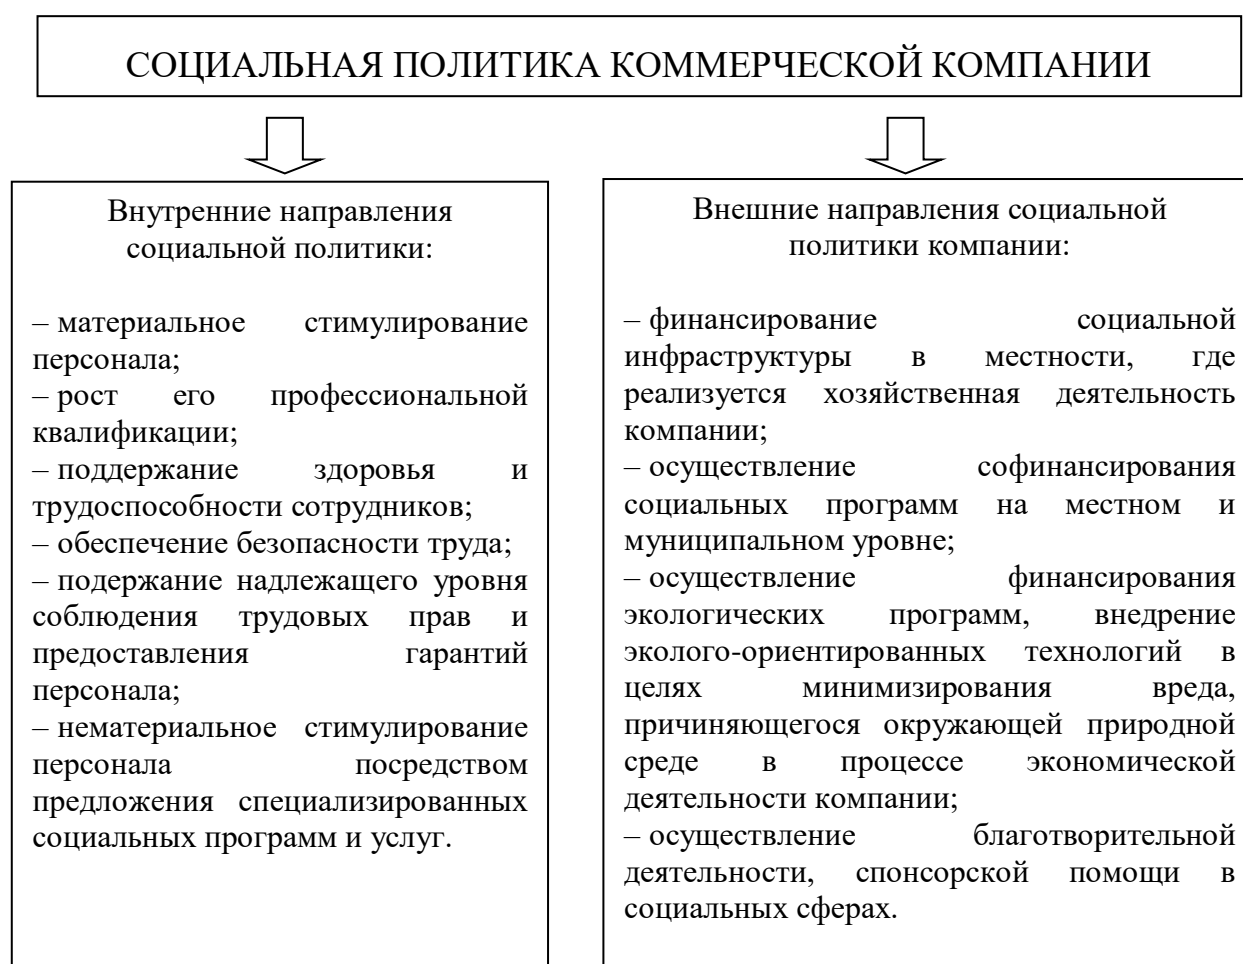 СОЦИАЛЬНАЯ ПОЛИТИКА КОММЕРЧЕСКОЙ КОМПАНИИ
Внутренние направления
социальной политики:
– материальное стимулирование
персонала;
– рост его профессиональной
квалификации;
– поддержание здоровья и
трудоспособности сотрудников;
– обеспечение безопасности труда;
– подержание надлежащего уровня
соблюдения трудовых прав и
предоставления гарантий
персонала;
– нематериальное стимулирование
персонала посредством
предложения специализированных
социальных программ и услуг.
Внешние направления социальной
политики компании:
– финансирование социальной
инфраструктуры в местности, где
реализуется хозяйственная деятельность
компании;
– осуществление софинансирования
социальных программ на местном и
муниципальном уровне;
– осуществление финансирования
экологических программ, внедрение
эколого-ориентированных технологий в
целях минимизирования вреда,
причиняющегося окружающей природной
среде в процессе экономической
деятельности компании;
– осуществление благотворительной
деятельности, спонсорской помощи в
социальных сферах.